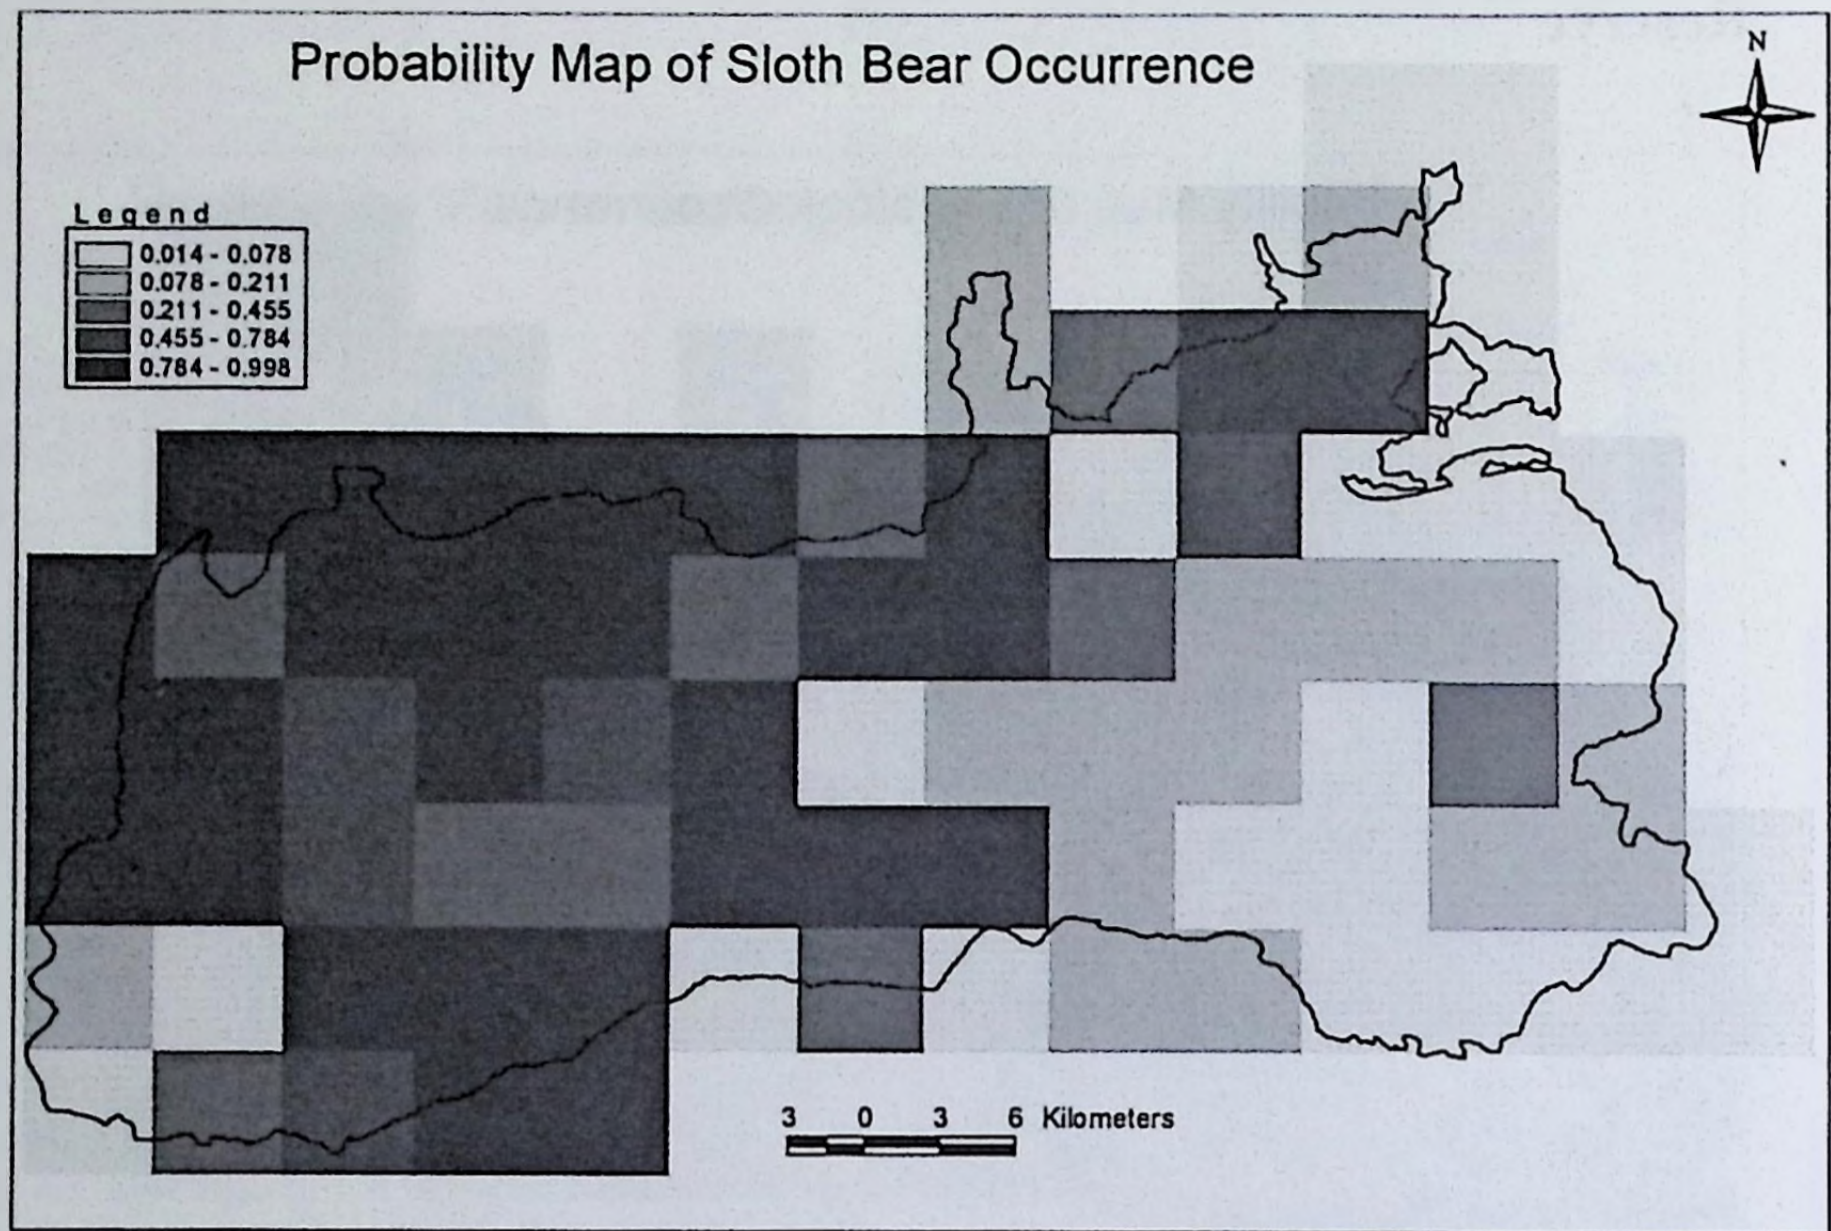 Probability Map of Sloth Bear Occurrence
N
Legend
0.014 - 0.078
0.078 - 0.211
0.211 - 0.455
0.455 - 0.784
0.784 - 0.998
3 0 3 6 Kilometers